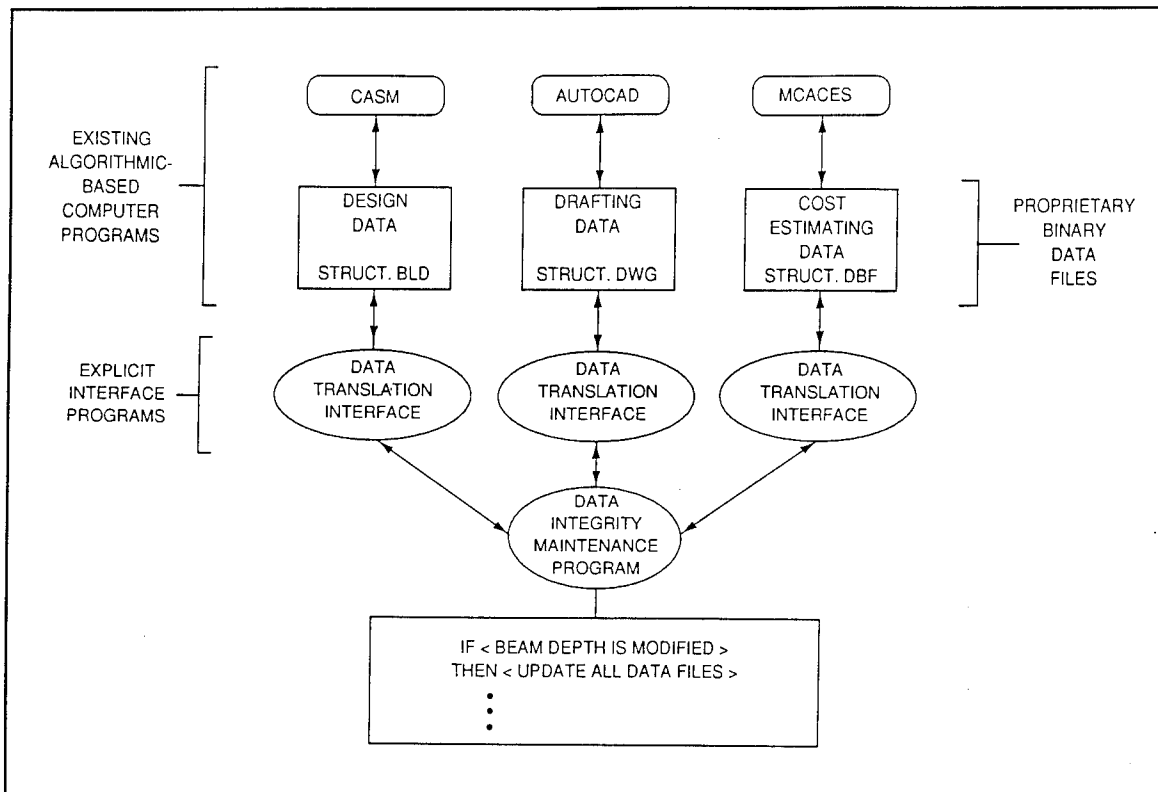 CASM
AUTOCAD
MCACES
EXISTING
ALGORITHMIC-
BASED
COMPUTER
PROGRAMS
DESIGN
DATA
STRUCT. BLD
DRAFTING
DATA
STRUCT. DWG
COST
ESTIMATING
DATA
STRUCT. DBF
PROPRIETARY
BINARY
DATA
FILES
EXPLICIT
INTERFACE
PROGRAMS
DATA
TRANSLATION
INTERFACE
DATA
TRANSLATION
INTERFACE
DATA
TRANSLATION
INTERFACE
DATA
INTEGRITY
MAINTENANCE
PROGRAM
IF < BEAM DEPTH IS MODIFIED >
THEN < UPDATE ALL DATA FILES >